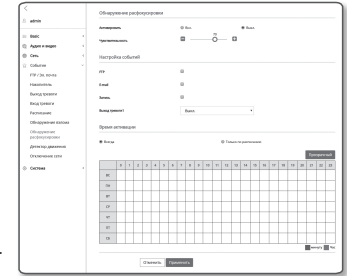 admin
Basic
Аудио и видео
Сеть
События
FTP / Эл. почта
Накопитель
Выход тревоги
Вход тревоги
Расписание
Обнаружение взлома
Обнаружение расфокусировки
Детектор движения
Отключение сети
Система
Обнаружение расфокусировки
Активировать
Вкл.
Выкл.
Чувствительность
50
Настройка событий
FTP
E-mail
Запись
Выход тревоги1
Выкл
Время активации
Всегда
Только по расписанию
0 1 2 3 4 5 6 7 8 9 10 11 12 13 14 15 16 17 18 19 20 21 22 23
ВС
ПН
ВТ
СР
ЧТ
ПТ
СБ
минута
Час
Отменить
Применить